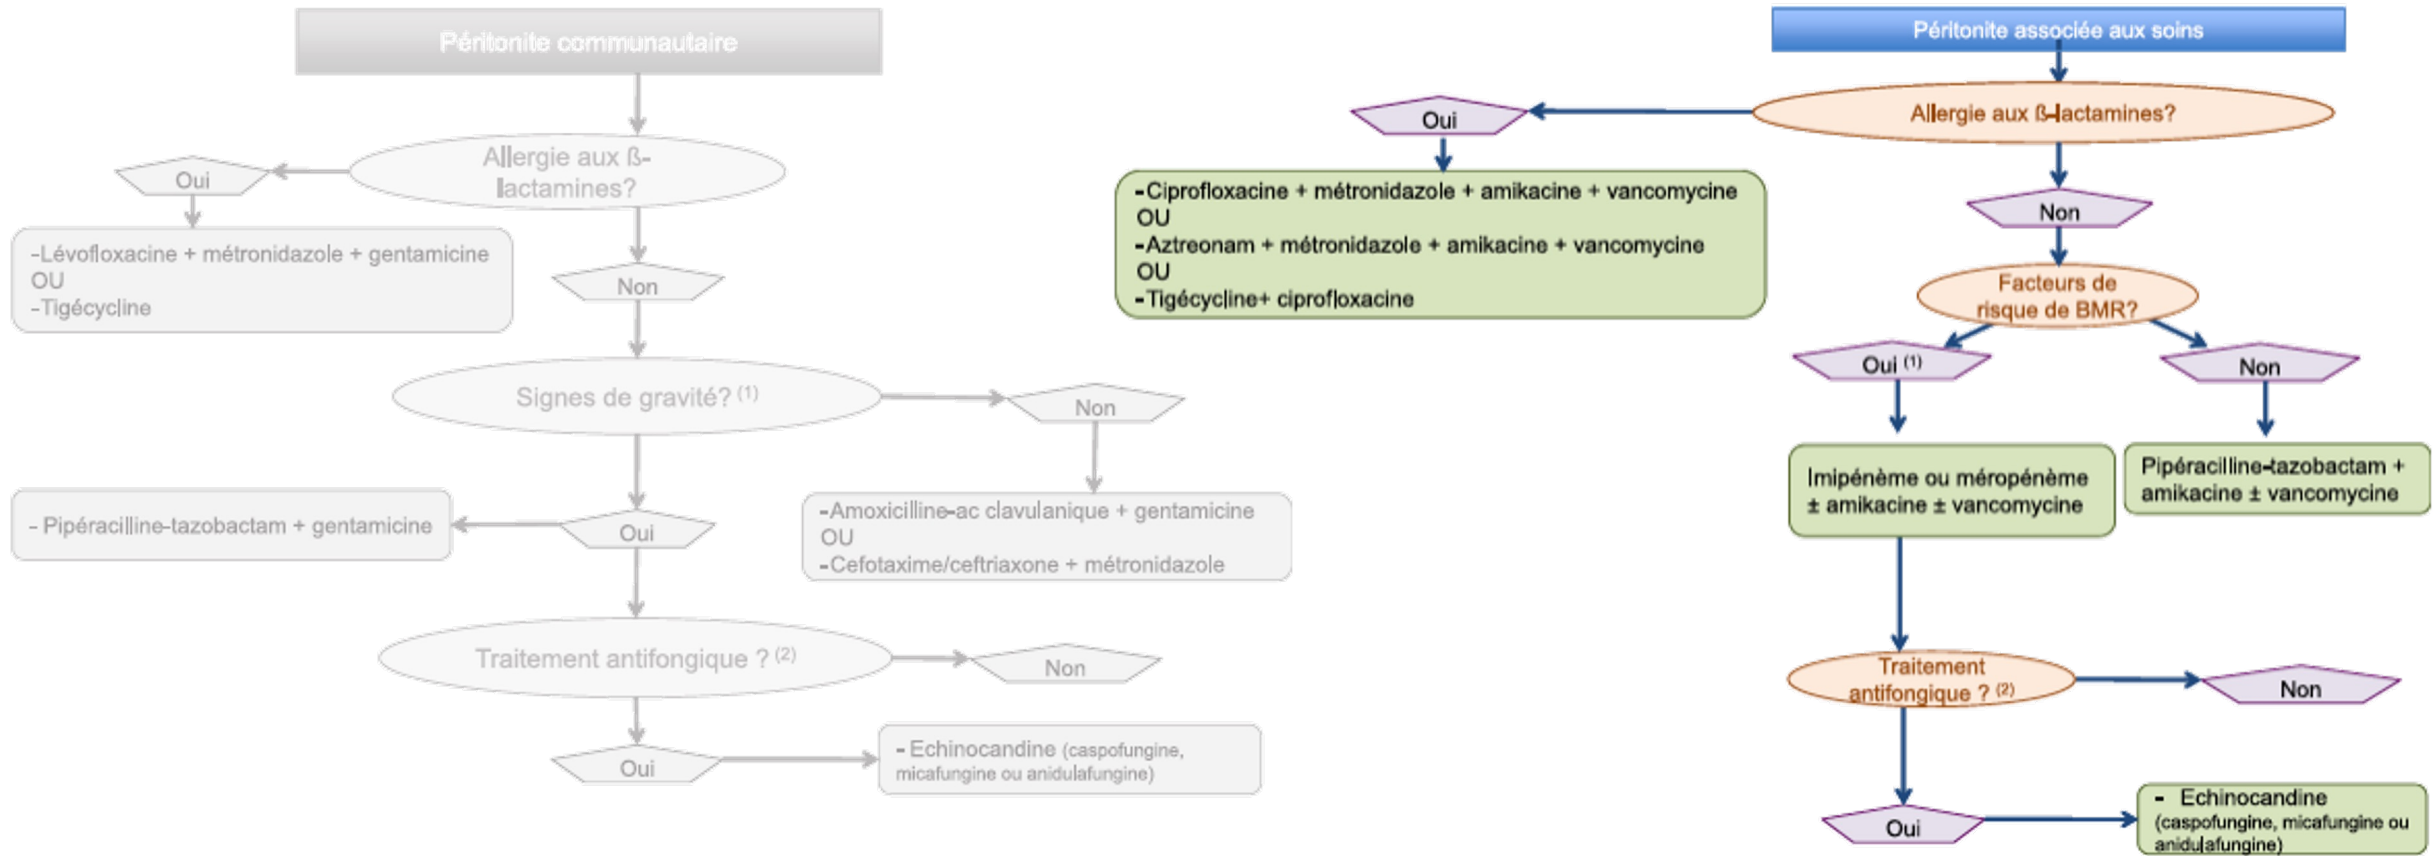 Péritonite communautaire
Allergie aux ß-
lactamines?
Oui
-Lévofloxacine + métronidazole + gentamicine
OU
-Tigécycline
Non
Signes de gravité? (1)
Non
-Amoxicilline-ac clavulanique + gentamicine
OU
-Cefotaxime/ceftriaxone + métronidazole
Oui
- Pipéracilline-tazobactam + gentamicine
Traitement antifongique ? (2)
Non
Oui
- Echinocandine (caspofungine,
micafungine ou anidulafungine)
Péritonite associée aux soins
Allergie aux ß-lactamines?
Oui
-Ciprofloxacine + métronidazole + amikacine + vancomycine
OU
-Aztreonam + métronidazole + amikacine + vancomycine
OU
-Tigécycline+ ciprofloxacine
Non
Facteurs de
risque de BMR?
Oui (1)
Non
Imipénème ou méropénème
± amikacine ± vancomycine
Pipéracilline-tazobactam +
amikacine ± vancomycine
Traitement
antifongique ? (2)
Non
Oui
- Echinocandine
(caspofungine, micafungine ou
anidulafungine)